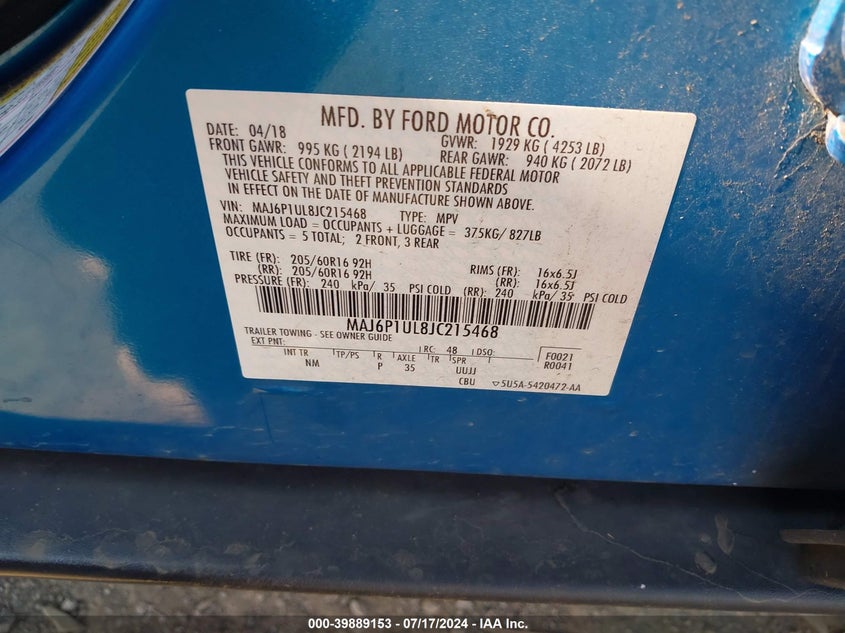 MFD. BY FORD MOTOR CO.
DATE: 04/18 GVWR: 1929 KG ( 4253 LB)
FRONT GAWR: 995 KG ( 2194 LB) REAR GAWR: 940 KG ( 2072 LB)
THIS VEHICLE CONFORMS TO ALL APPLICABLE FEDERAL MOTOR
VEHICLE SAFETY AND THEFT PREVENTION STANDARDS
IN EFFECT ON THE DATE OF MANUFACTURE SHOWN ABOVE.
VIN: MAJ6P1UL8JC215468 TYPE: MPV
MAXIMUM LOAD = OCCUPANTS + LUGGAGE = 375KG/ 827LB
OCCUPANTS = 5 TOTAL; 2 FRONT, 3 REAR
TIRE (FR): 205/60R16 92H RIMS (FR): 16x6.5J
(RR): 205/60R16 92H (RR): 16x6.5J
PRESSURE (FR): 240 kPa/ 35 PSI COLD (RR): 240 kPa/ 35 PSI COLD
MAJ6P1UL8JC215468
TRAILER TOWING - SEE OWNER GUIDE
EXT PNT: RC: 48 DSO: F0021
R0041
INT TR TP/PS R AXLE TR SPR
NM P 35 UUJJ
CBU 5U5A-5420472-AA
000-39889153 - 07/17/2024 - IAA Inc.